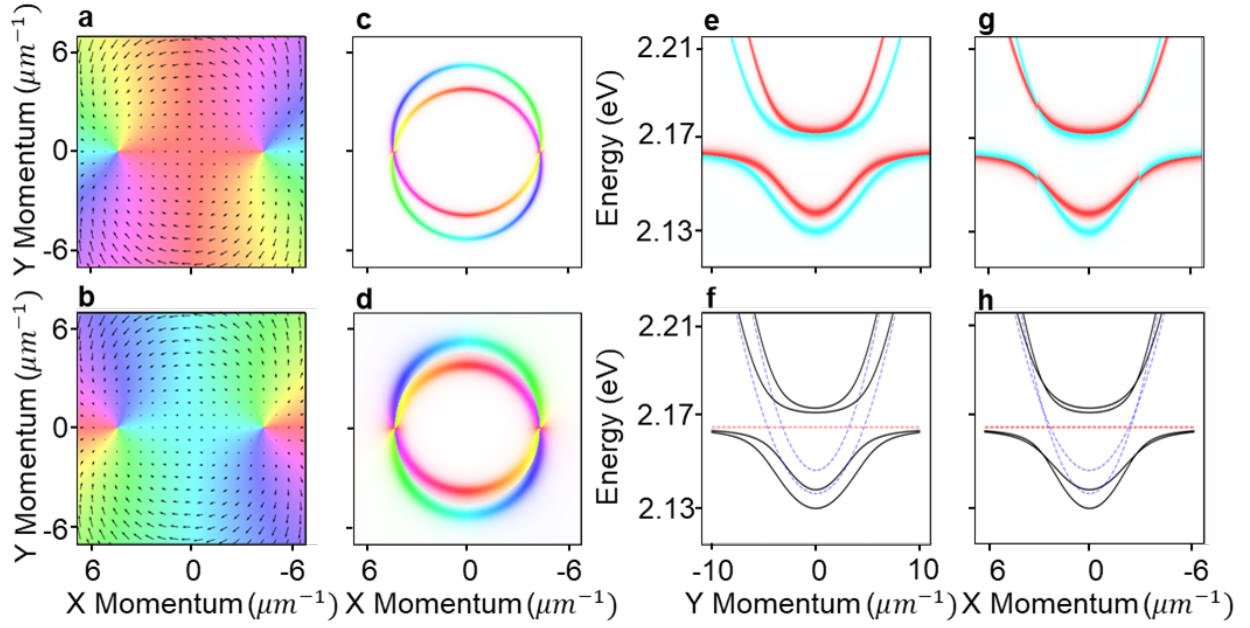 a
c
e
g
Y Momentum (μm⁻¹)
6
0
-6
Energy (eV)
2.21
2.17
2.13
b
d
f
h
Y Momentum (μm⁻¹)
6
0
-6
Energy (eV)
2.21
2.17
2.13
6 0 -6
6 0 -6
-10 0 10
6 0 -6
X Momentum (μm⁻¹)
X Momentum (μm⁻¹)
Y Momentum (μm⁻¹)
X Momentum (μm⁻¹)